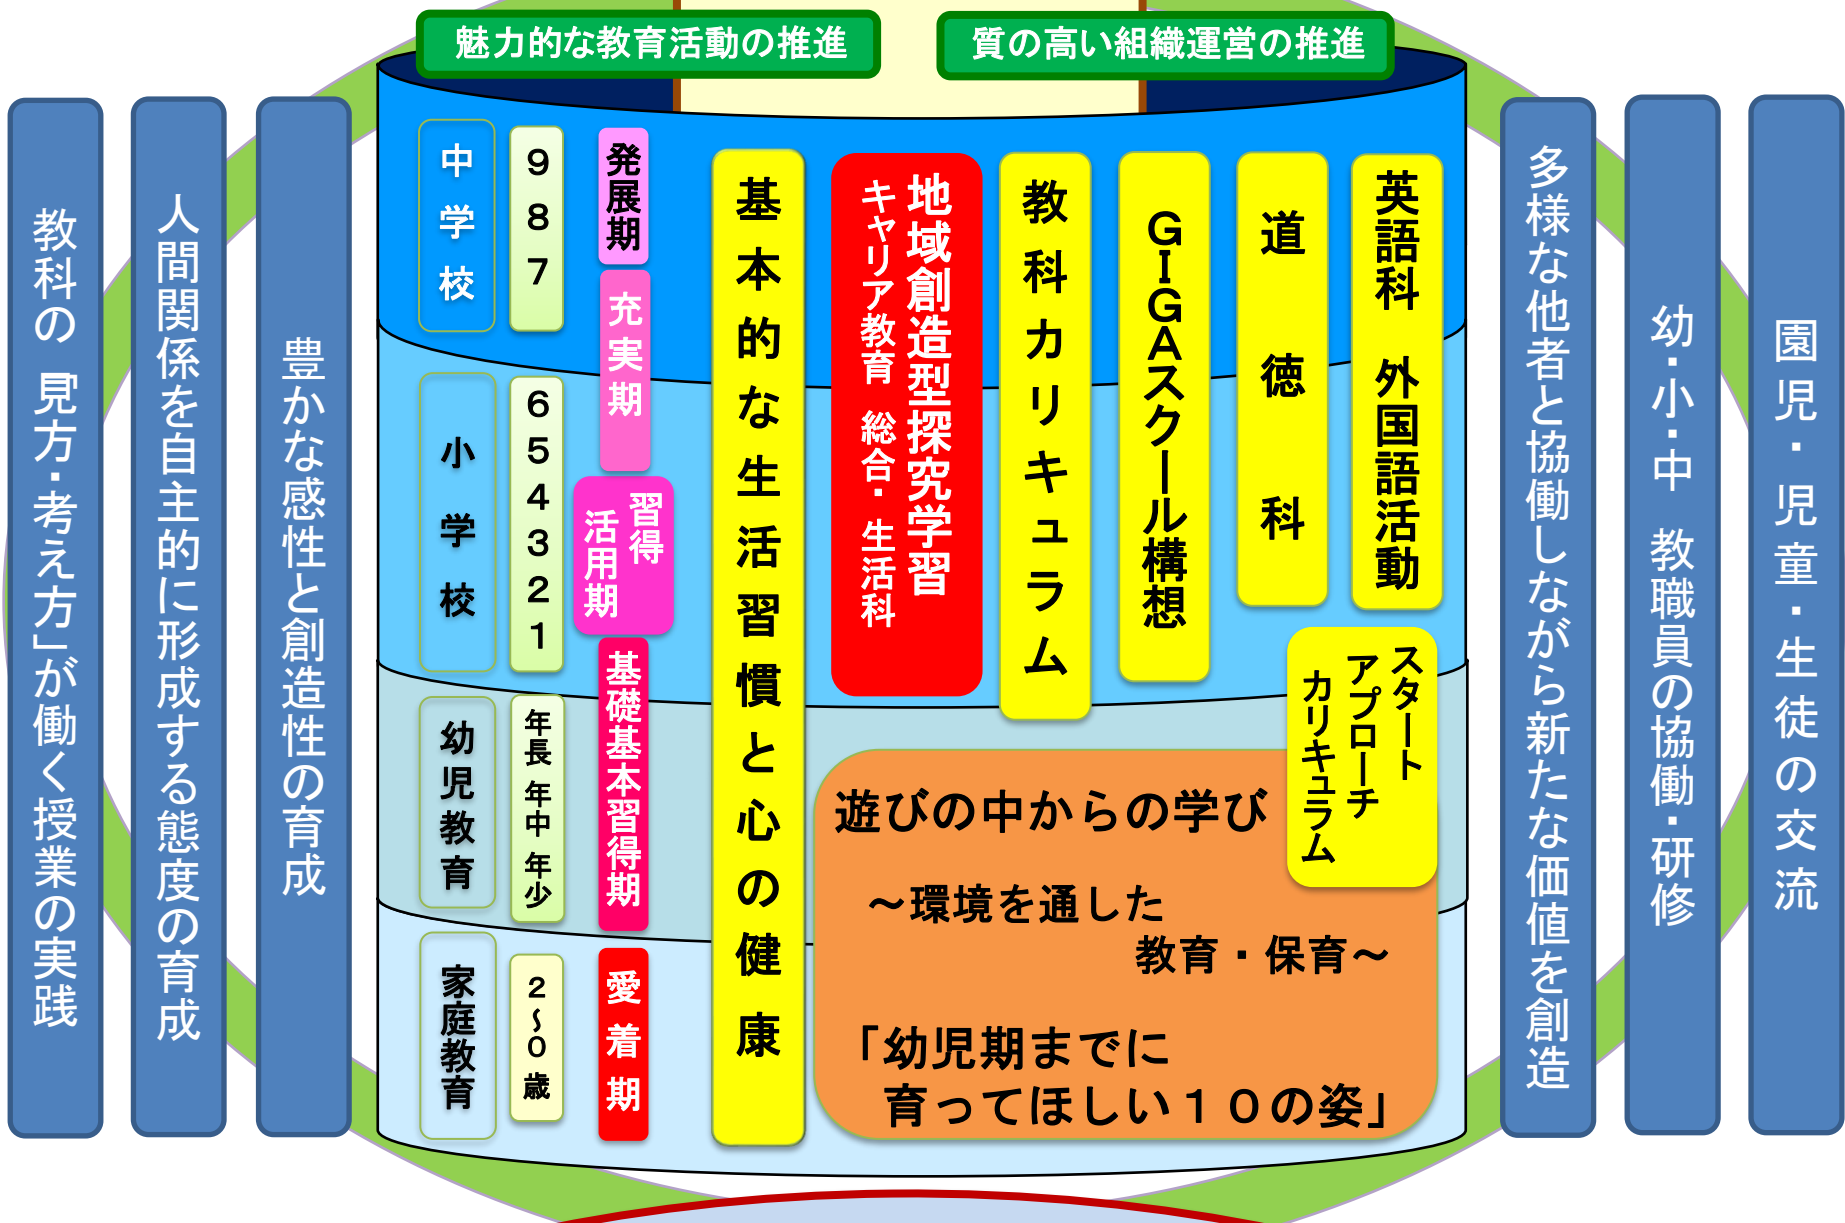 魅力的な教育活動の推進
質の高い組織運営の推進
教科の「見方・考え方」が働く授業の実践
人間関係を自主的に形成する態度の育成
豊かな感性と創造性の育成
中学校
9
8
7
発展期
充実期
小学校
6
5
4
3
2
1
習得
活用期
幼児教育
年長
年中
年少
基礎基本習得期
家庭教育
2～0歳
愛着期
基本的な生活習慣と心の健康
地域創造型探究学習
キャリア教育 総合・生活科
教科カリキュラム
GIGAスクール構想
道徳科
英語科 外国語活動
スタート
アプローチ
カリキュラム
遊びの中からの学び
～環境を通した
教育・保育～
「幼児期までに
育ってほしい１０の姿」
多様な他者と協働しながら新たな価値を創造
幼・小・中 教職員の協働・研修
園児・児童・生徒の交流